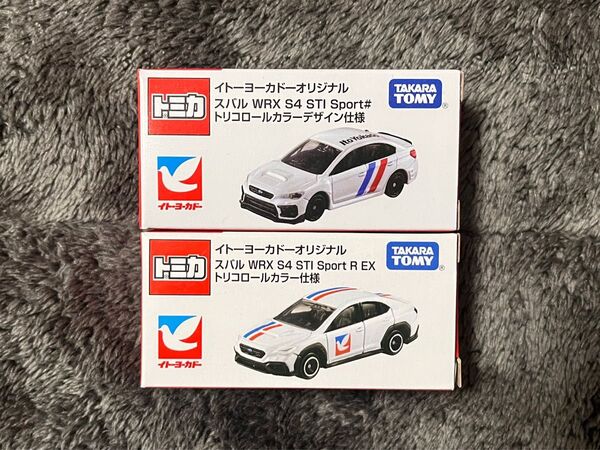 トミカ
イトーヨーカドーオリジナル
スバル WRX S4 STI Sport#
トリコロールカラーデザイン仕様
TAKARA
TOMY®
イトーヨーカドー
ItoYokado
トミカ
イトーヨーカドーオリジナル
スバル WRX S4 STI Sport R EX
トリコロールカラー仕様
TAKARA
TOMY®
イトーヨーカドー